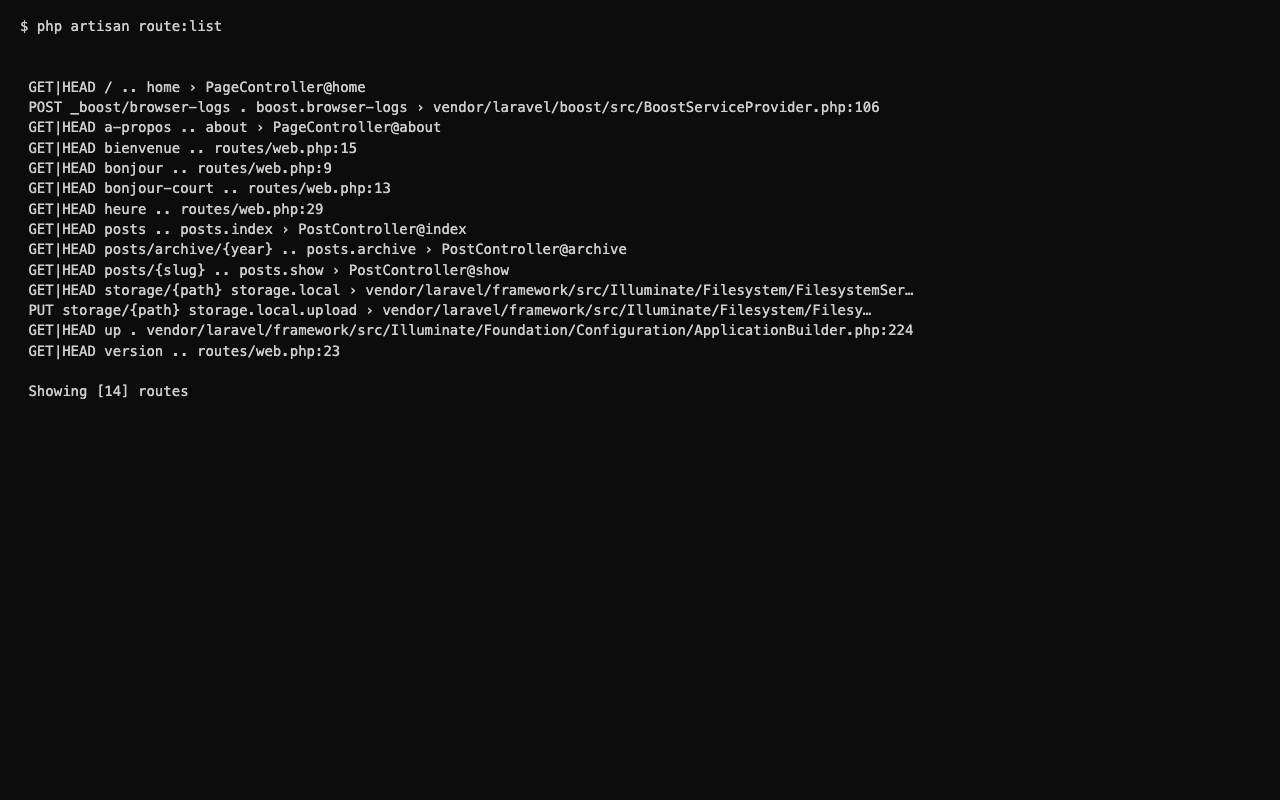 $ php artisan route:list
GET|HEAD / .. home › PageController@home
POST _boost/browser-logs . boost.browser-logs › vendor/laravel/boost/src/BoostServiceProvider.php:106
GET|HEAD a-propos .. about › PageController@about
GET|HEAD bienvenue .. routes/web.php:15
GET|HEAD bonjour .. routes/web.php:9
GET|HEAD bonjour-court .. routes/web.php:13
GET|HEAD heure .. routes/web.php:29
GET|HEAD posts .. posts.index › PostController@index
GET|HEAD posts/archive/{year} .. posts.archive › PostController@archive
GET|HEAD posts/{slug} .. posts.show › PostController@show
GET|HEAD storage/{path} storage.local › vendor/laravel/framework/src/Illuminate/Filesystem/FilesystemSer…
PUT storage/{path} storage.local.upload › vendor/laravel/framework/src/Illuminate/Filesystem/Filesy…
GET|HEAD up . vendor/laravel/framework/src/Illuminate/Foundation/Configuration/ApplicationBuilder.php:224
GET|HEAD version .. routes/web.php:23
Showing [14] routes